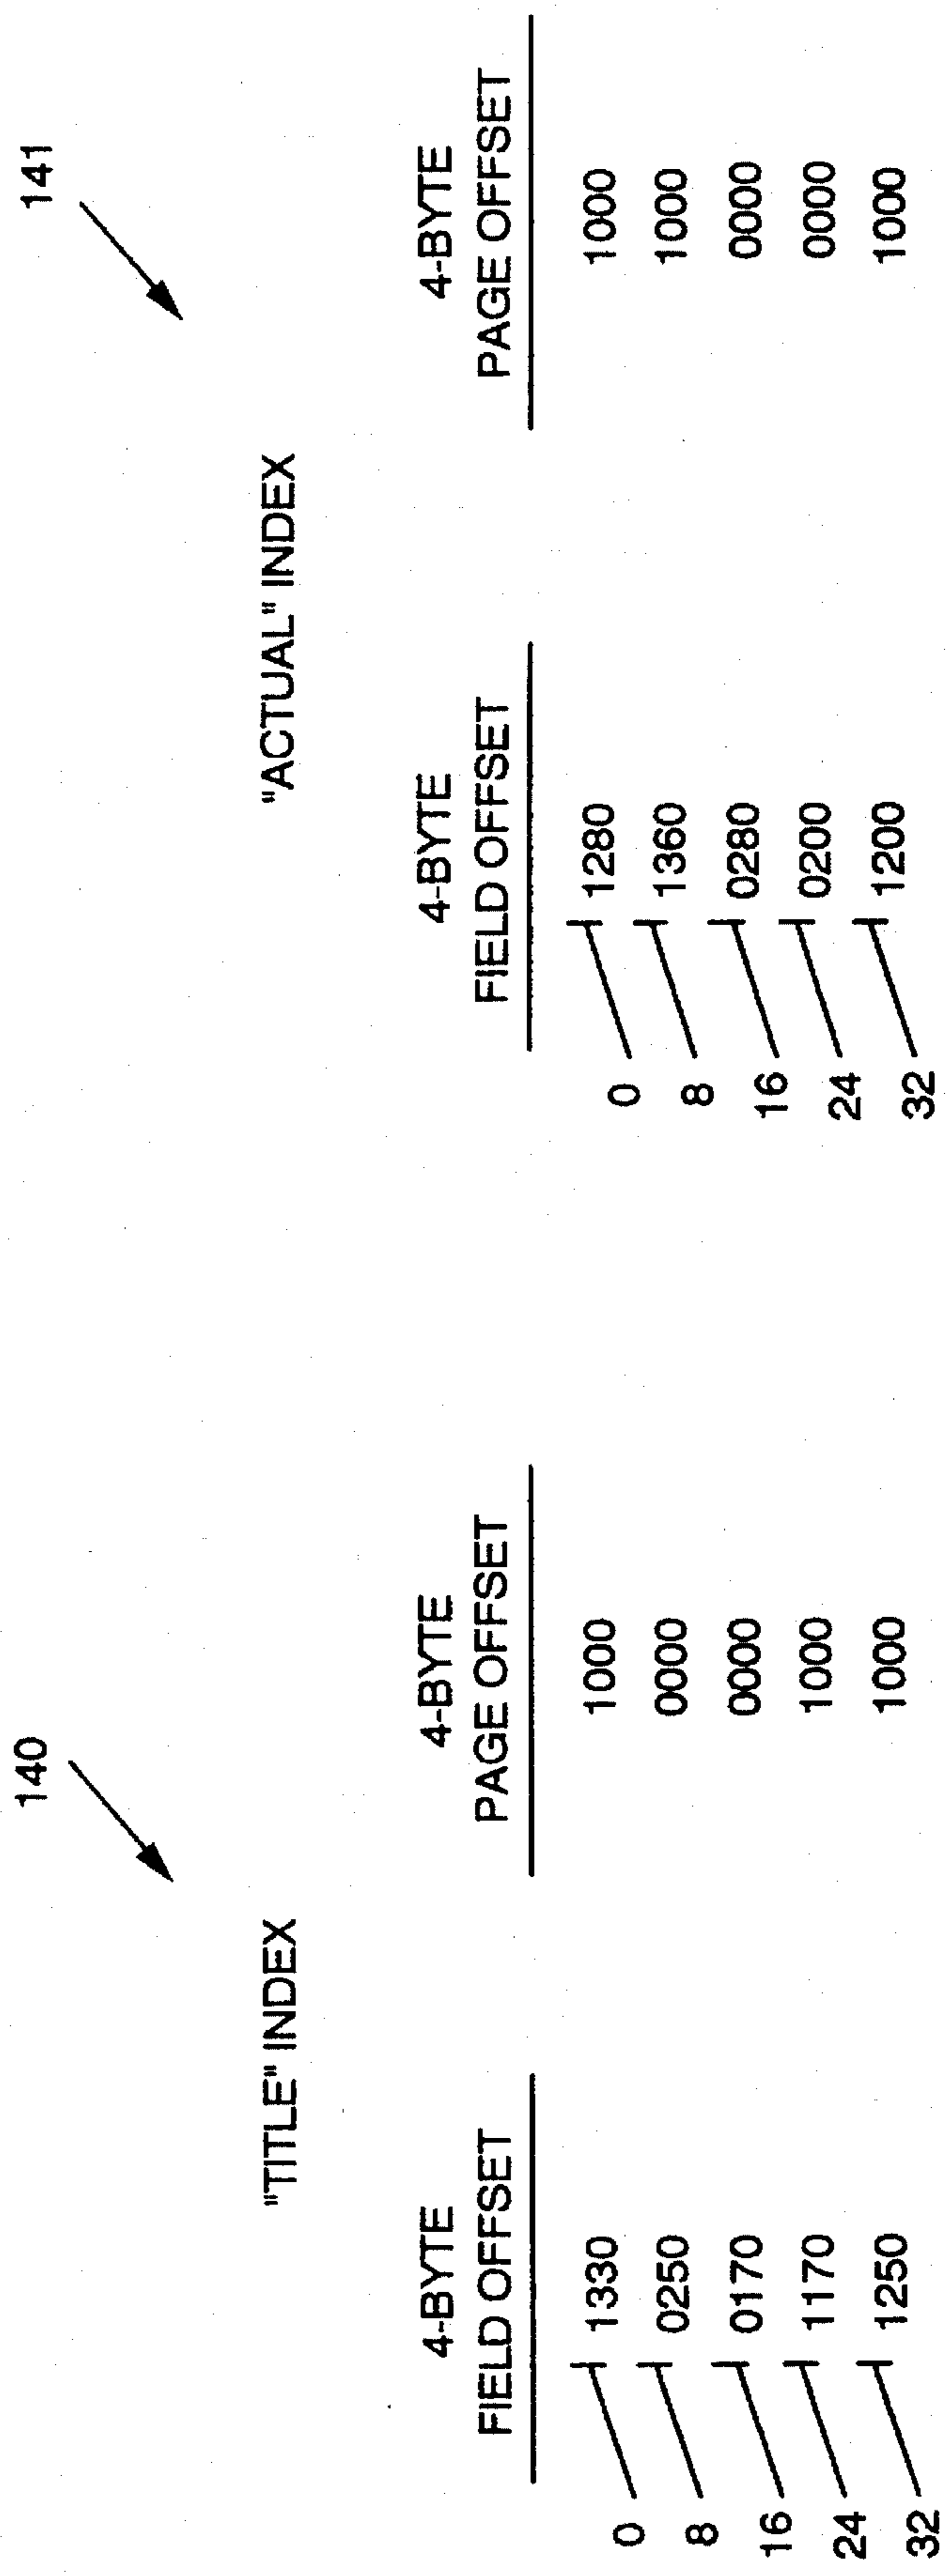 140
"TITLE" INDEX
4-BYTE
FIELD OFFSET
4-BYTE
PAGE OFFSET
0 1330 1000
8 0250 0000
16 0170 0000
24 1170 1000
32 1250 1000
141
"ACTUAL" INDEX
4-BYTE
FIELD OFFSET
4-BYTE
PAGE OFFSET
0 1280 1000
8 1360 1000
16 0280 0000
24 0200 0000
32 1200 1000